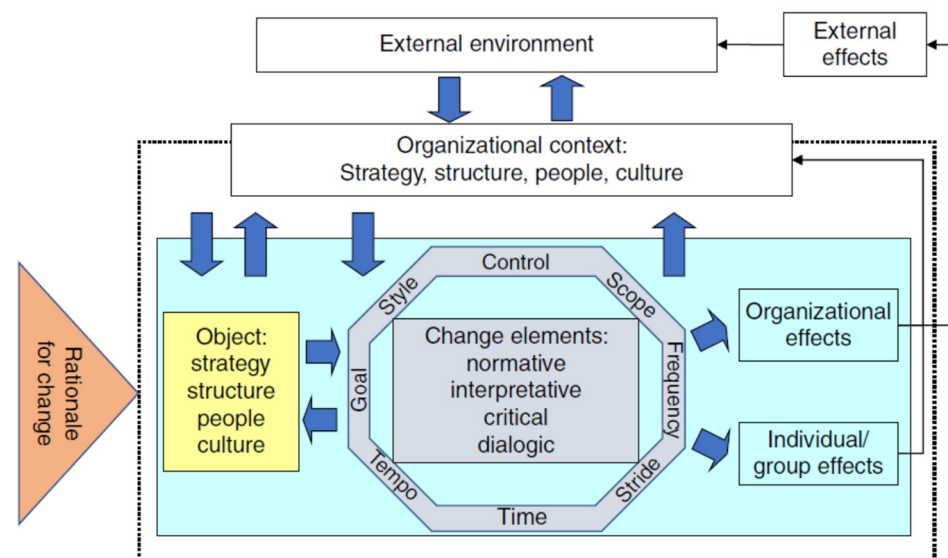 External environment
External
effects
Organizational context:
Strategy, structure, people, culture
Rationale
for change
Object:
strategy
structure
people
culture
Control
Style
Scope
Goal
Frequency
Tempo
Stride
Time
Change elements:
normative
interpretative
critical
dialogic
Organizational
effects
Individual/
group effects